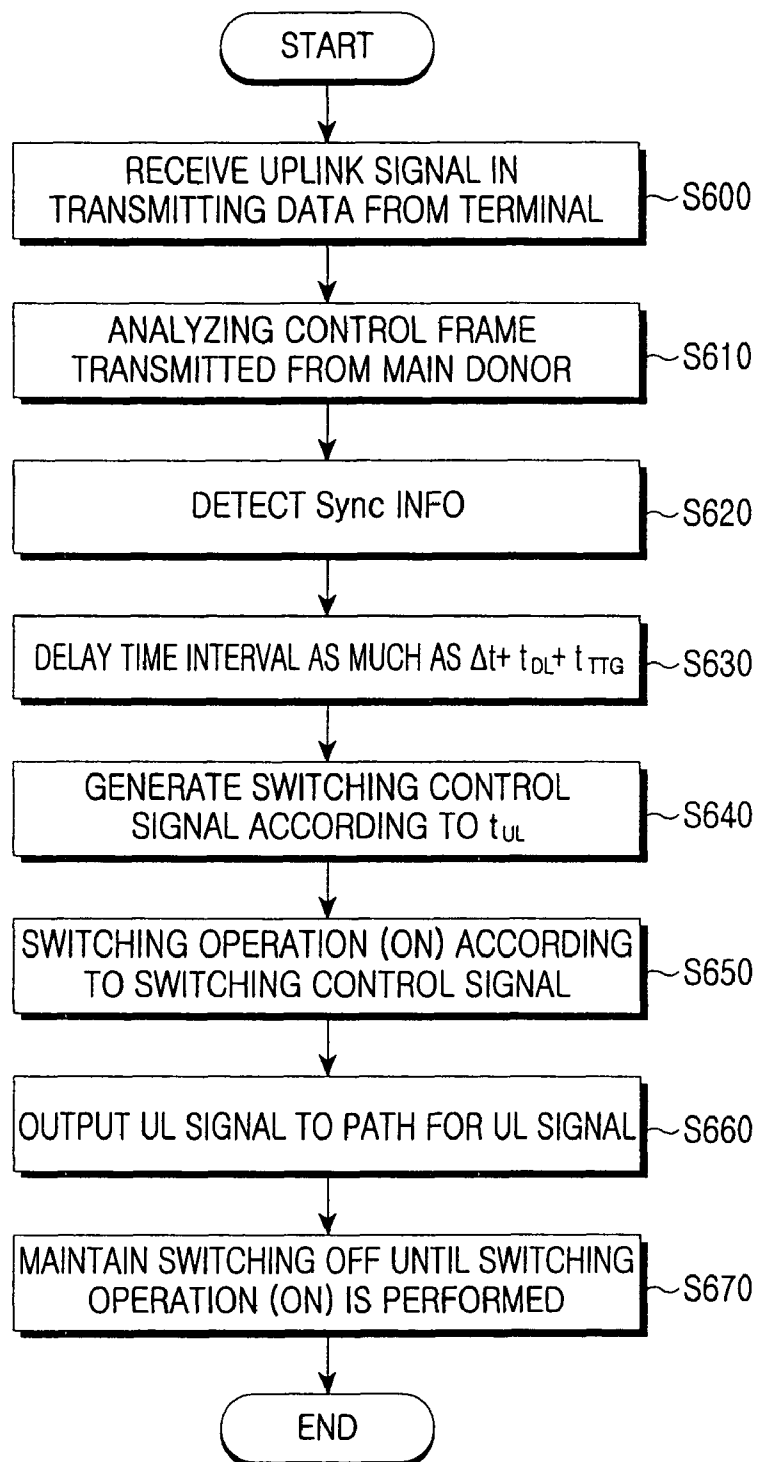 START
RECEIVE UPLINK SIGNAL IN
TRANSMITTING DATA FROM TERMINAL
S600
ANALYZING CONTROL FRAME
TRANSMITTED FROM MAIN DONOR
S610
DETECT Sync INFO
S620
DELAY TIME INTERVAL AS MUCH AS Δt+ tDL+ tTTG
S630
GENERATE SWITCHING CONTROL
SIGNAL ACCORDING TO tUL
S640
SWITCHING OPERATION (ON) ACCORDING
TO SWITCHING CONTROL SIGNAL
S650
OUTPUT UL SIGNAL TO PATH FOR UL SIGNAL
S660
MAINTAIN SWITCHING OFF UNTIL SWITCHING
OPERATION (ON) IS PERFORMED
S670
END